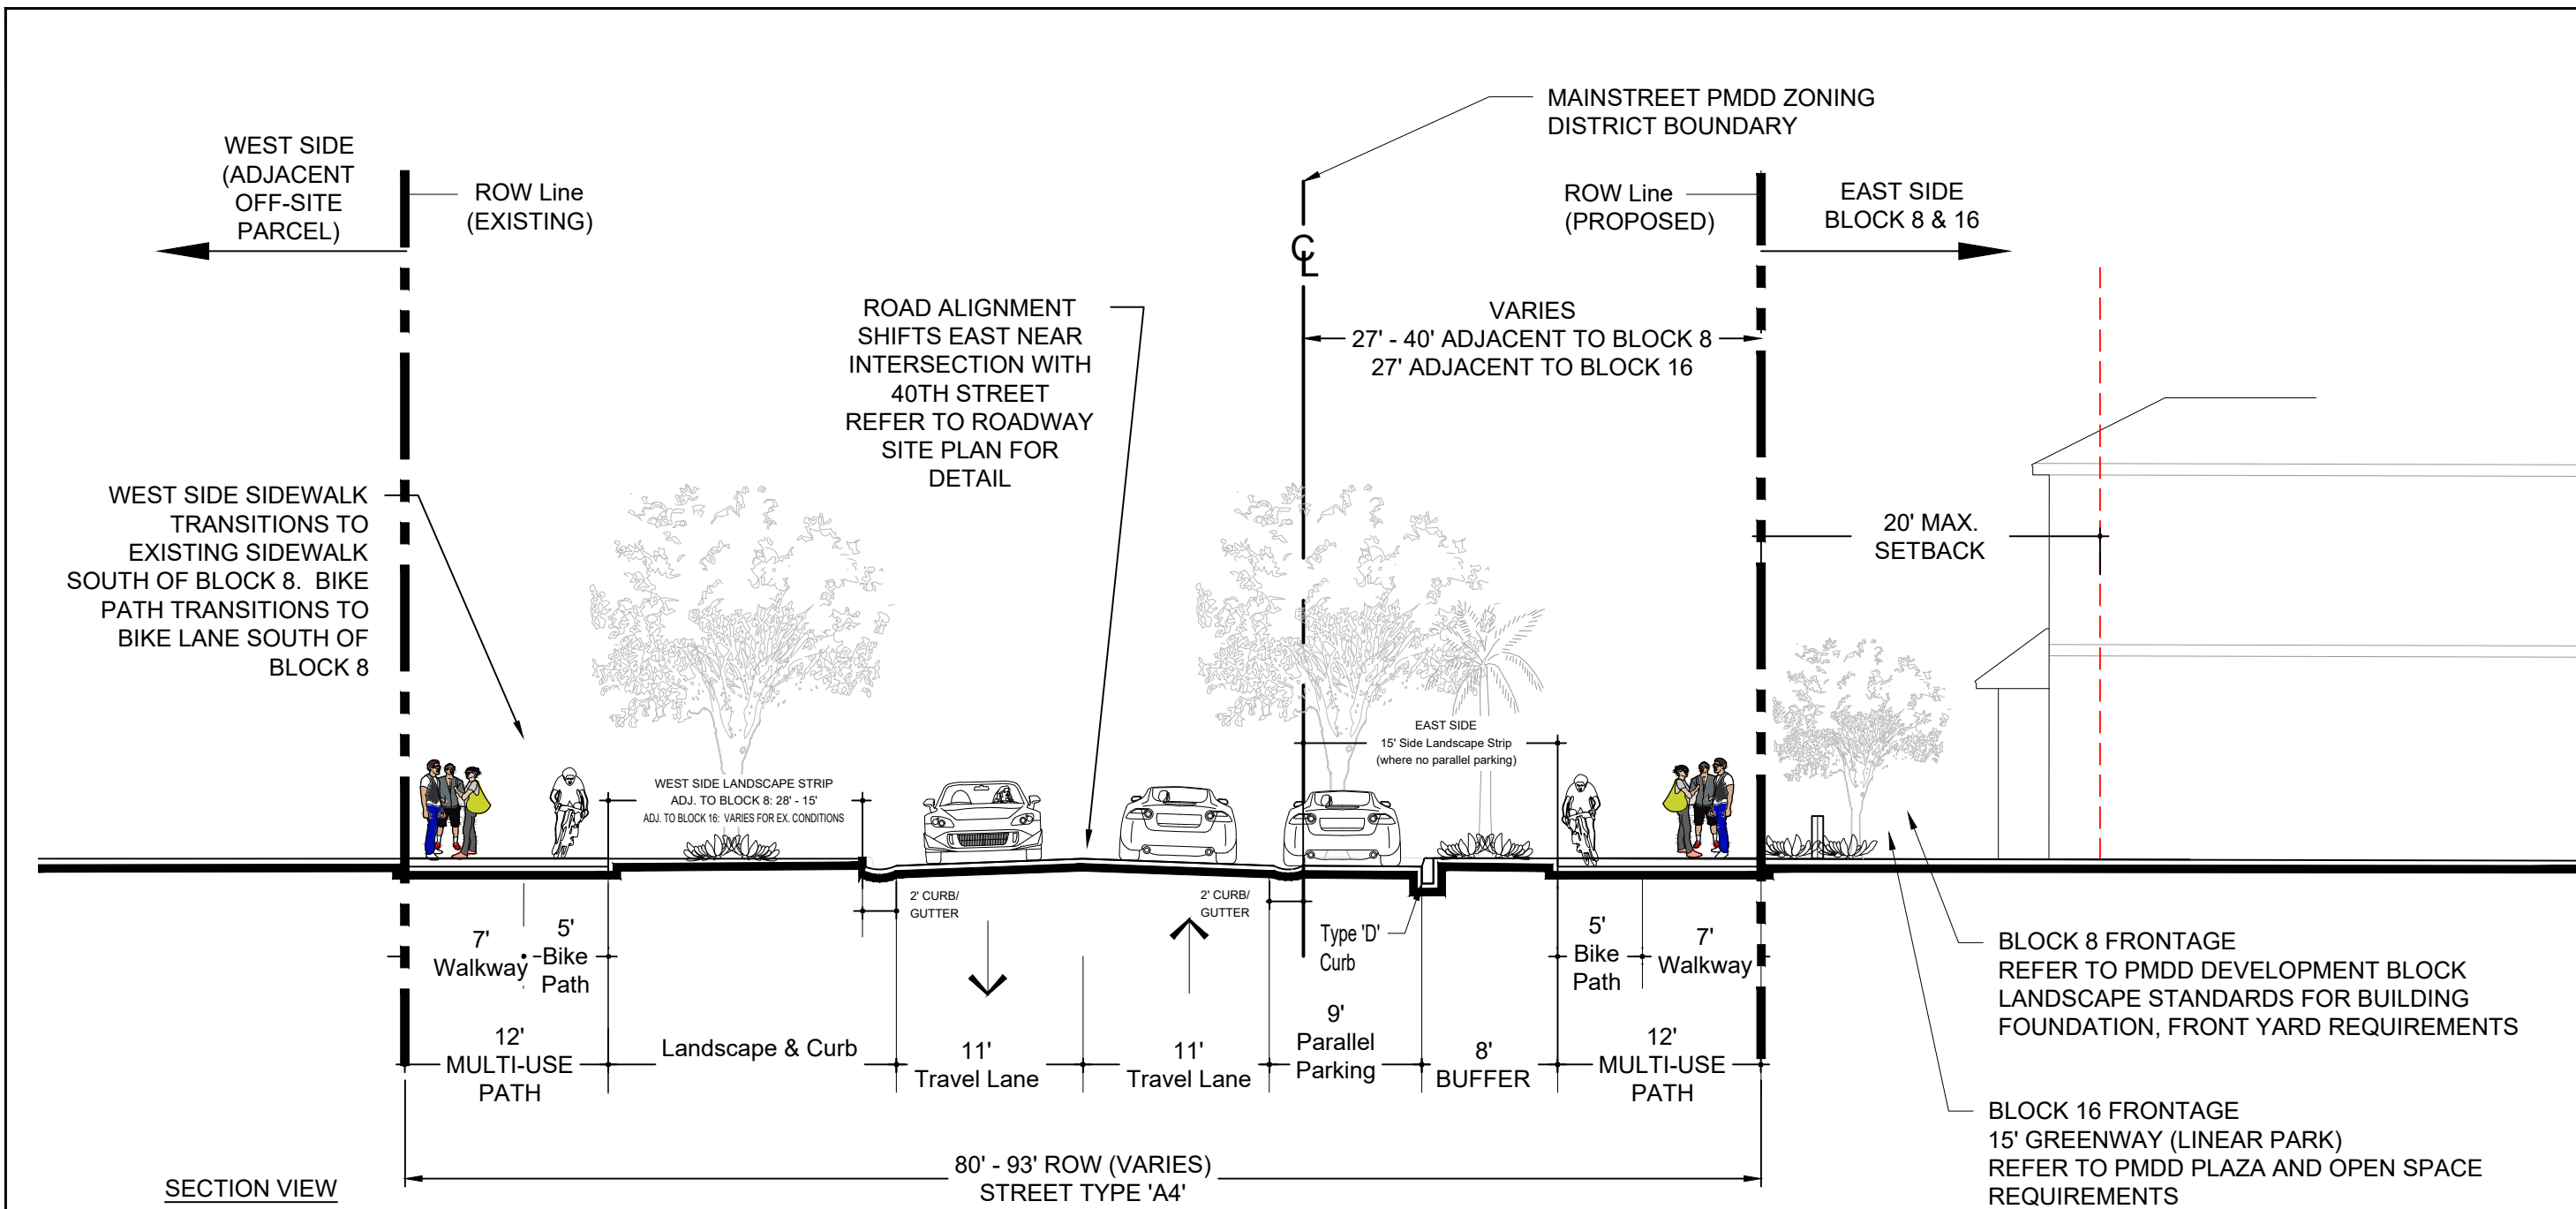 MAINSTREET PMDD ZONING
DISTRICT BOUNDARY
WEST SIDE
(ADJACENT
OFF-SITE
PARCEL)
ROW Line
(EXISTING)
ROW Line
(PROPOSED)
EAST SIDE
BLOCK 8 & 16
CL
ROAD ALIGNMENT
SHIFTS EAST NEAR
INTERSECTION WITH
40TH STREET
REFER TO ROADWAY
SITE PLAN FOR
DETAIL
VARIES
27' - 40' ADJACENT TO BLOCK 8
27' ADJACENT TO BLOCK 16
WEST SIDE SIDEWALK
TRANSITIONS TO
EXISTING SIDEWALK
SOUTH OF BLOCK 8. BIKE
PATH TRANSITIONS TO
BIKE LANE SOUTH OF
BLOCK 8
20' MAX.
SETBACK
EAST SIDE
15' Side Landscape Strip
(where no parallel parking)
WEST SIDE LANDSCAPE STRIP
ADJ. TO BLOCK 8: 28' - 15'
ADJ. TO BLOCK 16: VARIES FOR EX. CONDITIONS
2' CURB/
GUTTER
2' CURB/
GUTTER
7'
Walkway
5'
Bike
Path
Type 'D'
Curb
5'
Bike
Path
7'
Walkway
12'
MULTI-USE
PATH
Landscape & Curb
11'
Travel Lane
11'
Travel Lane
9'
Parallel
Parking
8'
BUFFER
12'
MULTI-USE
PATH
BLOCK 8 FRONTAGE
REFER TO PMDD DEVELOPMENT BLOCK
LANDSCAPE STANDARDS FOR BUILDING
FOUNDATION, FRONT YARD REQUIREMENTS
BLOCK 16 FRONTAGE
15' GREENWAY (LINEAR PARK)
REFER TO PMDD PLAZA AND OPEN SPACE
REQUIREMENTS
80' - 93' ROW (VARIES)
STREET TYPE 'A4'
SECTION VIEW